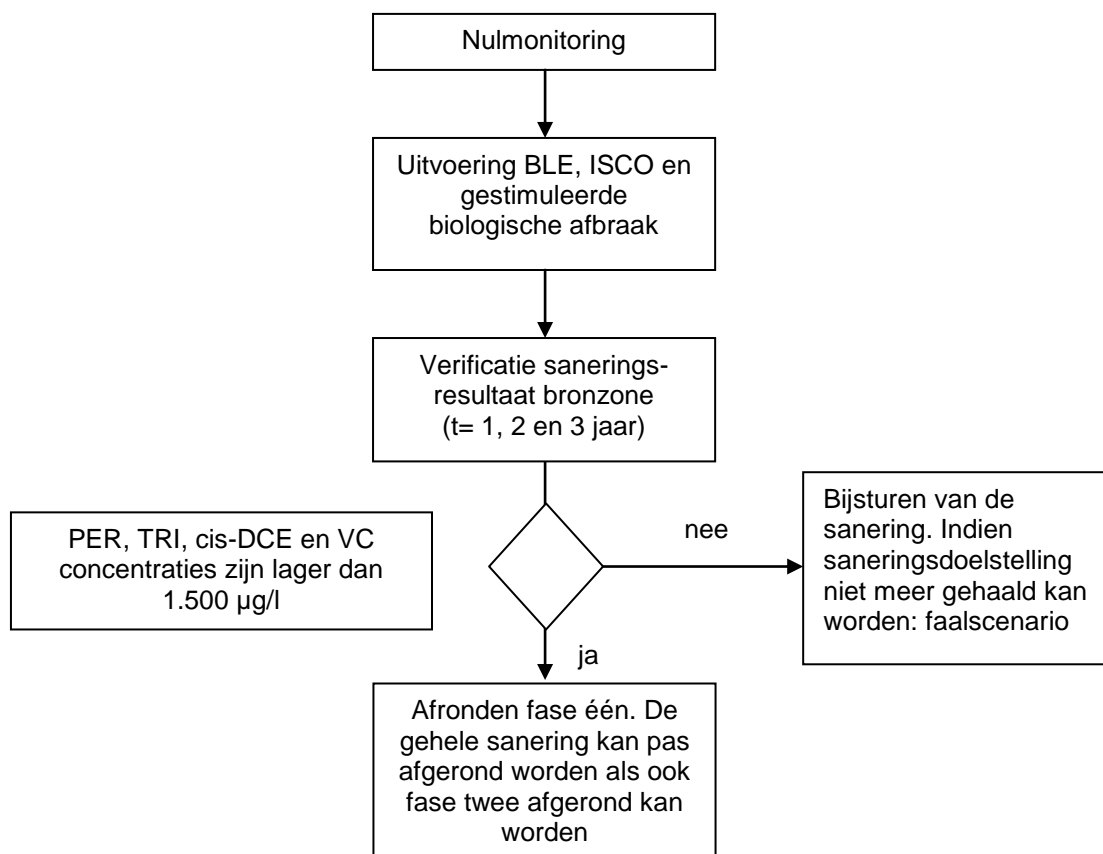 Nulmonitoring
Uitvoering BLE, ISCO en
gestimuleerde
biologische afbraak
Verificatie sanerings-
resultaat bronzone
(t= 1, 2 en 3 jaar)
PER, TRI, cis-DCE en VC
concentraties zijn lager dan
1.500 µg/l
nee
Bijsturen van de
sanering. Indien
saneringsdoelstelling
niet meer gehaald kan
worden: faalscenario
ja
Afronden fase één. De
gehele sanering kan pas
afgerond worden als ook
fase twee afgerond kan
worden